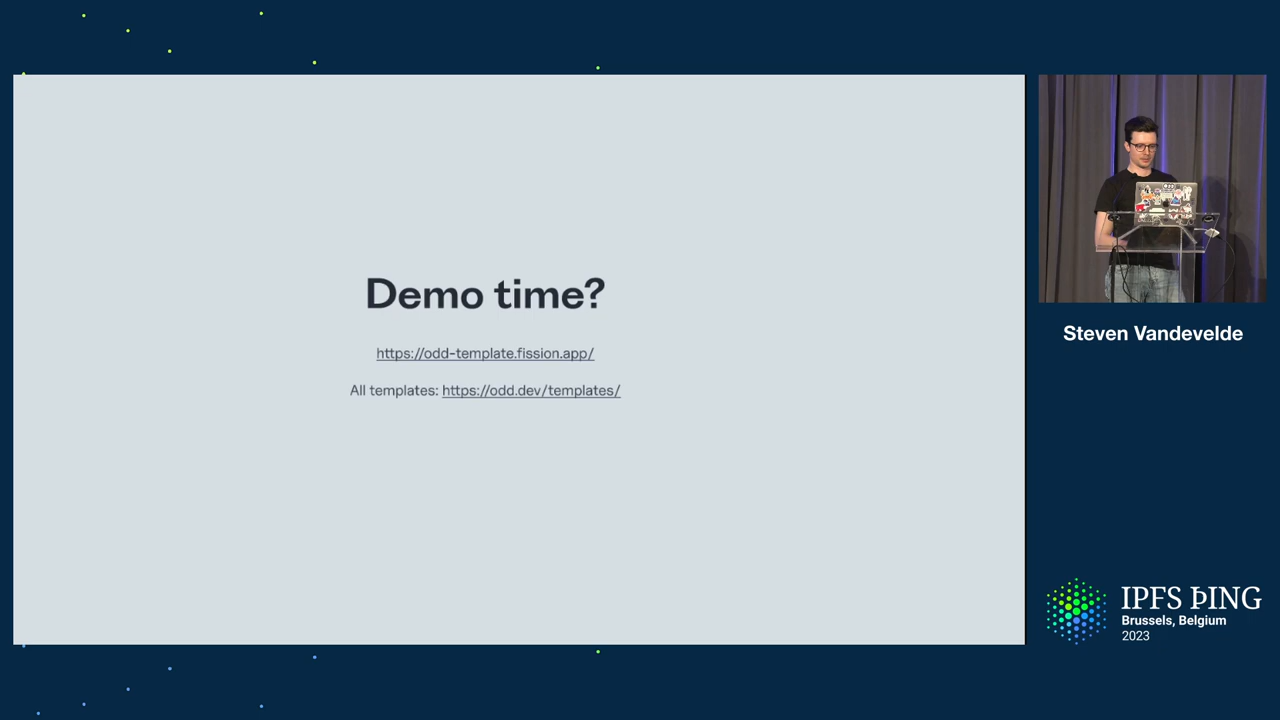 Demo time?
https://odd-template.fission.app/
All templates: https://odd.dev/templates/
Steven Vandevelde
IPFS ÞING
Brussels, Belgium
2023